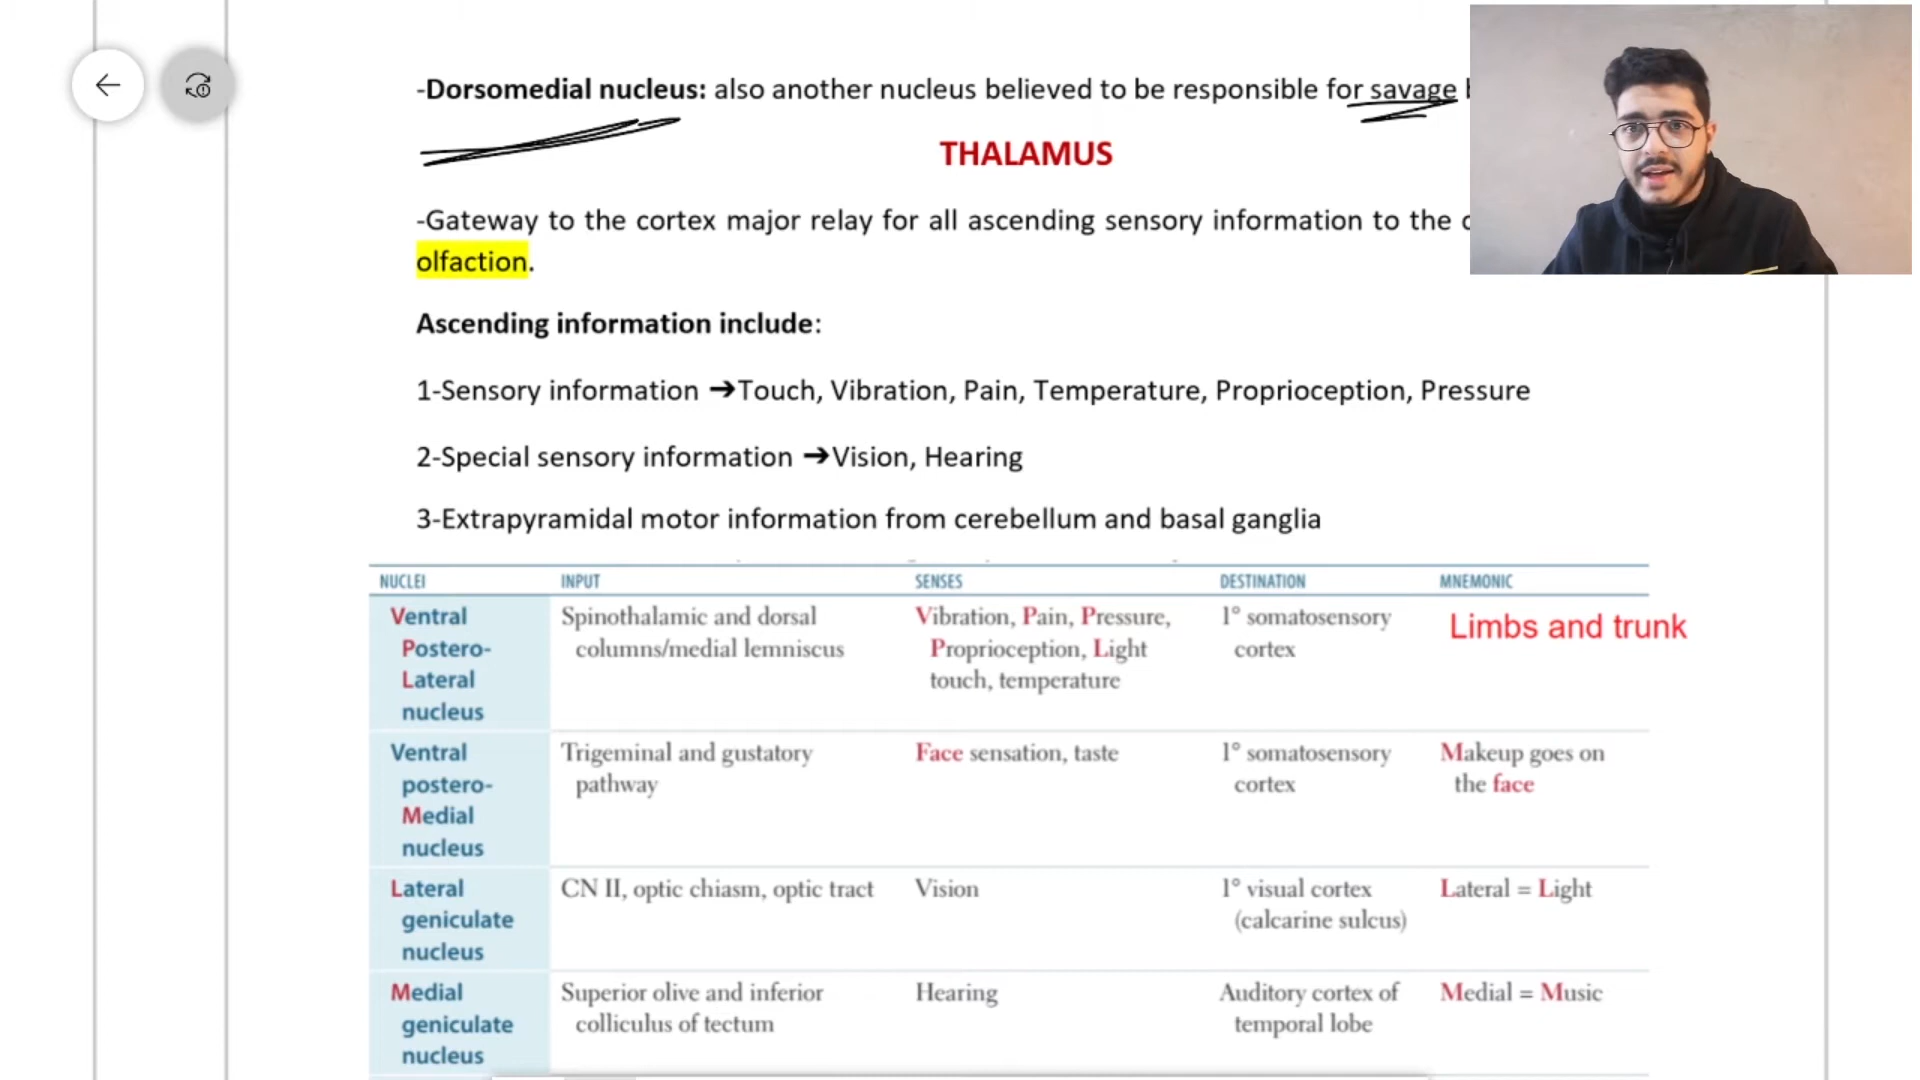 -Dorsomedial nucleus: also another nucleus believed to be responsible for savage
THALAMUS
-Gateway to the cortex major relay for all ascending sensory information to the
olfaction.
Ascending information include:
1-Sensory information ➔Touch, Vibration, Pain, Temperature, Proprioception, Pressure
2-Special sensory information ➔Vision, Hearing
3-Extrapyramidal motor information from cerebellum and basal ganglia
NUCLEI INPUT SENSES DESTINATION MNEMONIC
Ventral Spinothalamic and dorsal Vibration, Pain, Pressure, 1° somatosensory Limbs and trunk
Postero- columns/medial lemniscus Proprioception, Light cortex
Lateral touch, temperature
nucleus
Ventral Trigeminal and gustatory Face sensation, taste 1° somatosensory Makeup goes on
postero- pathway cortex the face
Medial
nucleus
Lateral CN II, optic chiasm, optic tract Vision 1° visual cortex Lateral = Light
geniculate (calcarine sulcus)
nucleus
Medial Superior olive and inferior Hearing Auditory cortex of Medial = Music
geniculate colliculus of tectum temporal lobe
nucleus